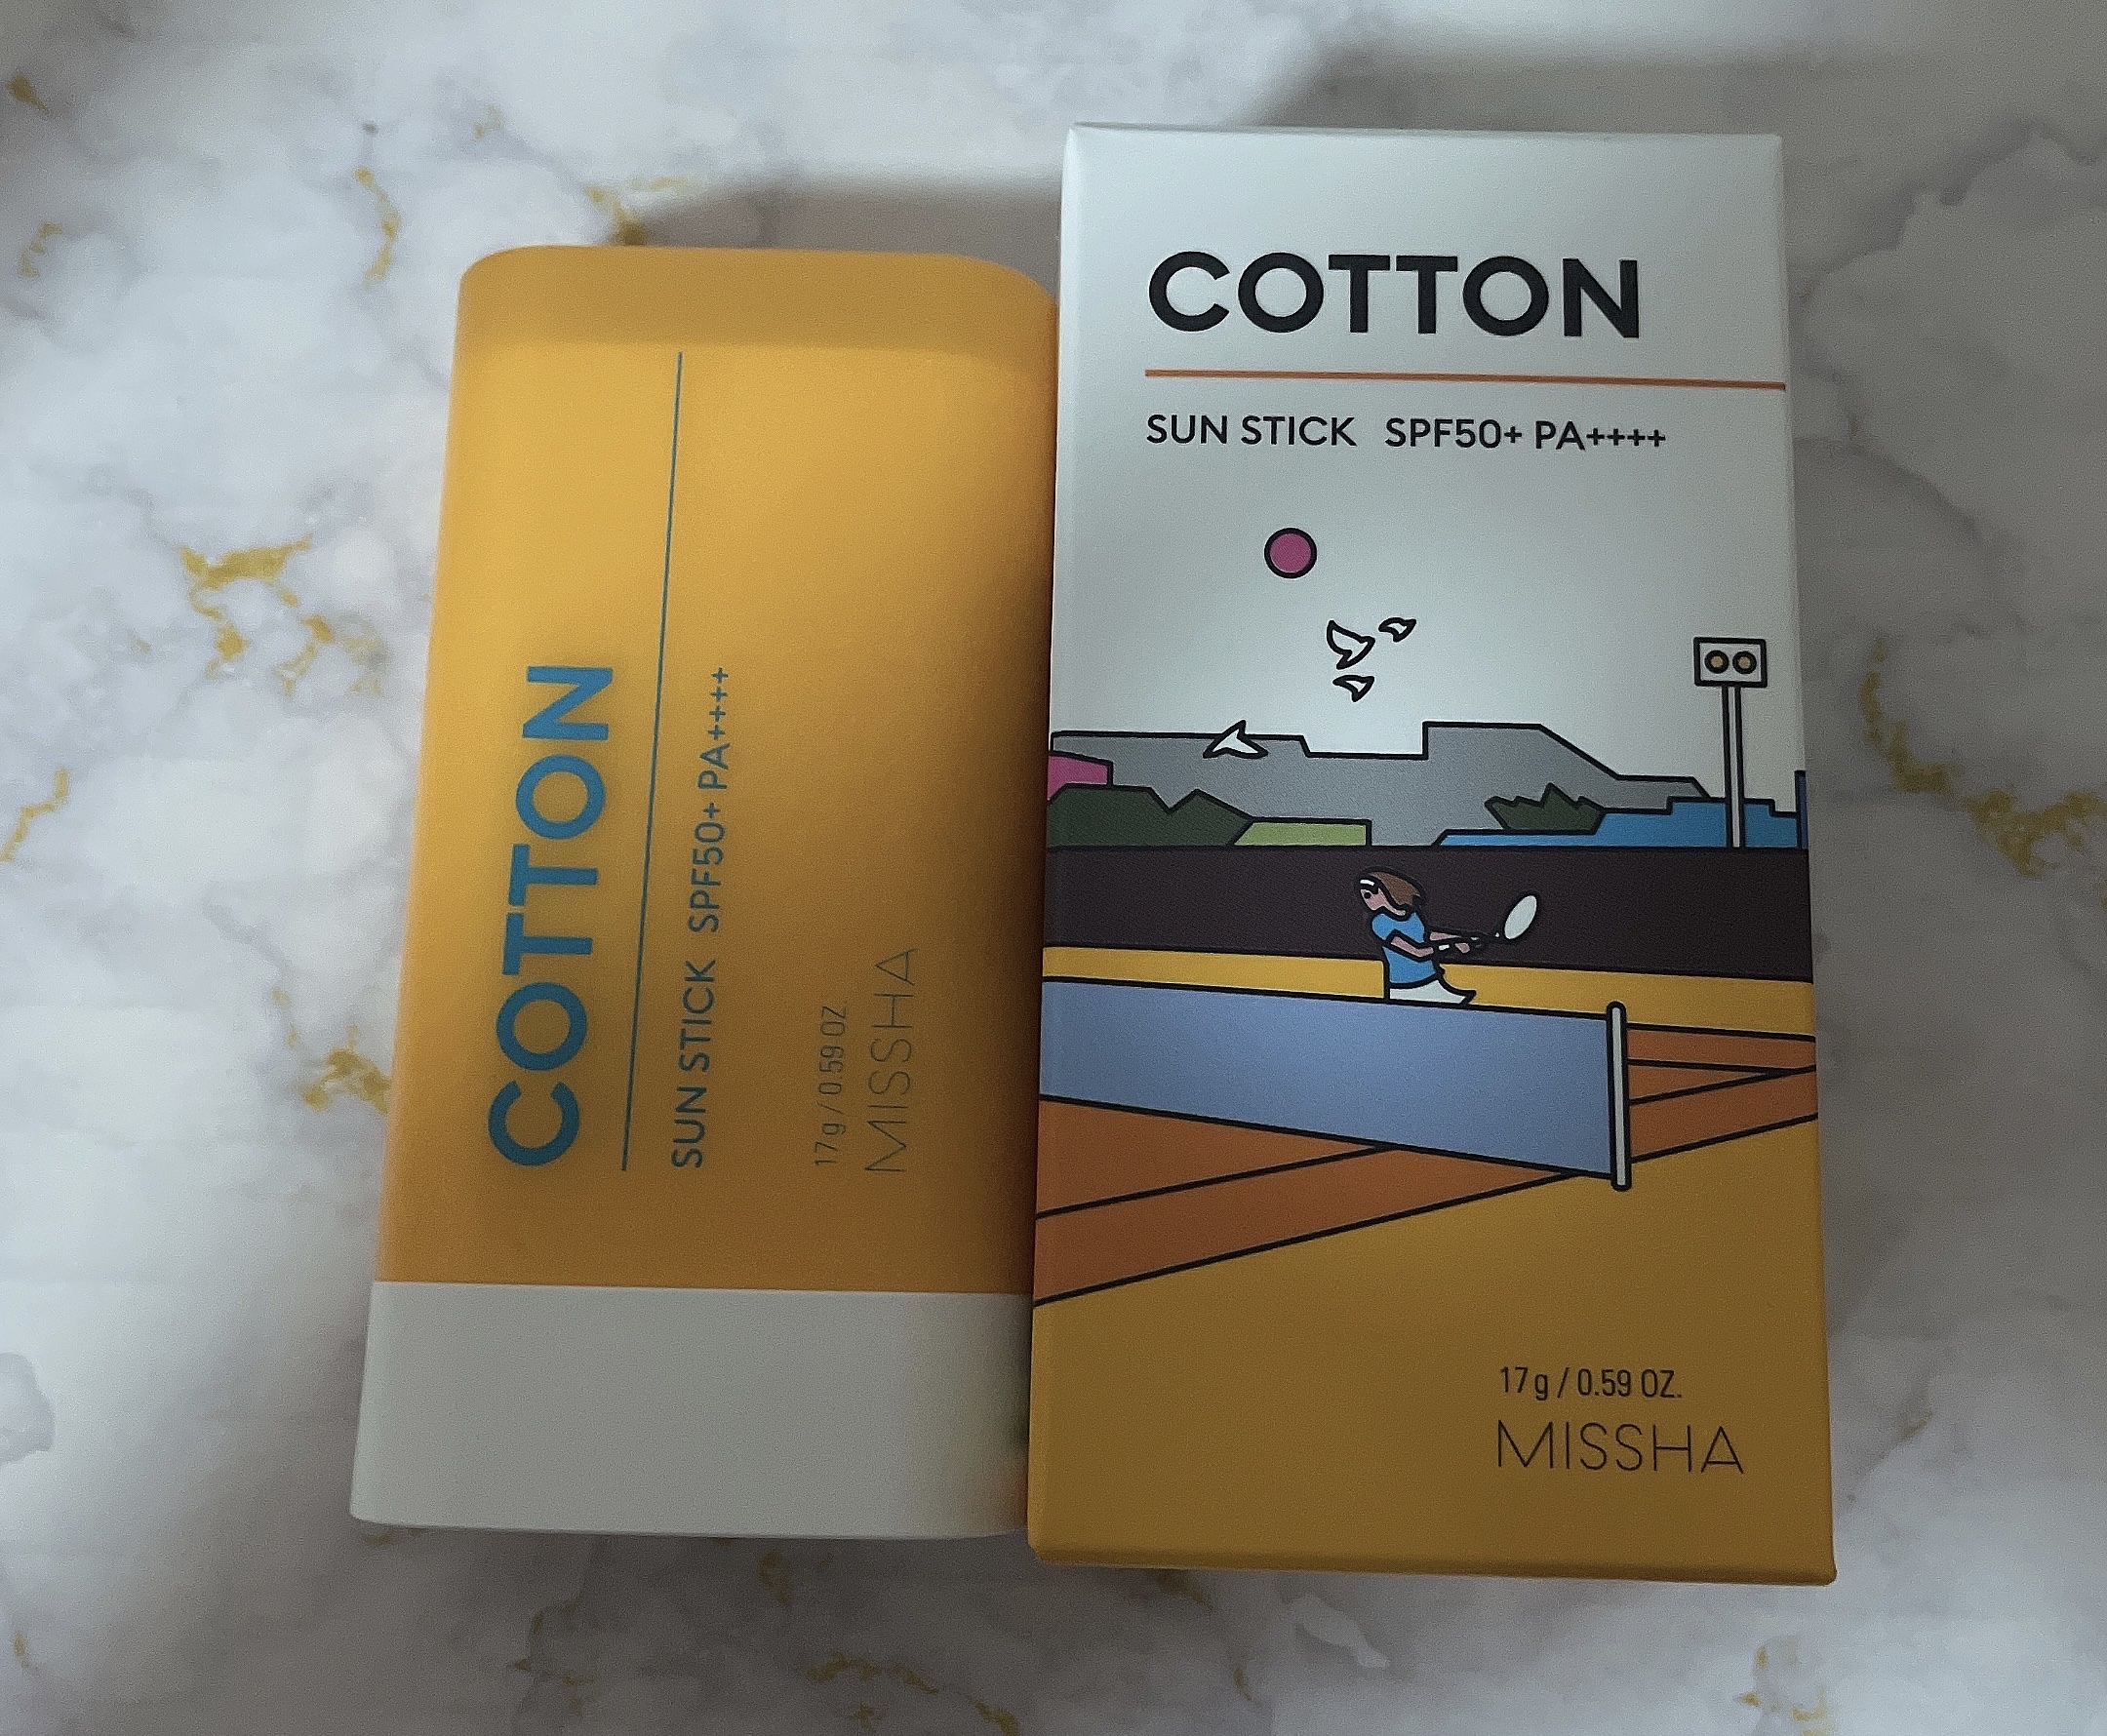 COTTON
SUN STICK SPF50+ PA++++
17g / 0.59 OZ.
MISSHA
COTTON
SUN STICK SPF50+ PA++++
17g / 0.59 OZ.
MISSHA